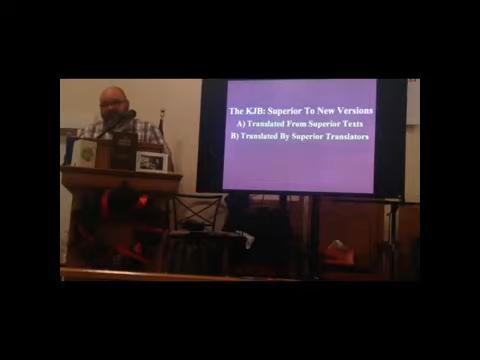 The KJB: Superior To New Versions
A) Translated From Superior Texts
B) Translated By Superior Translators